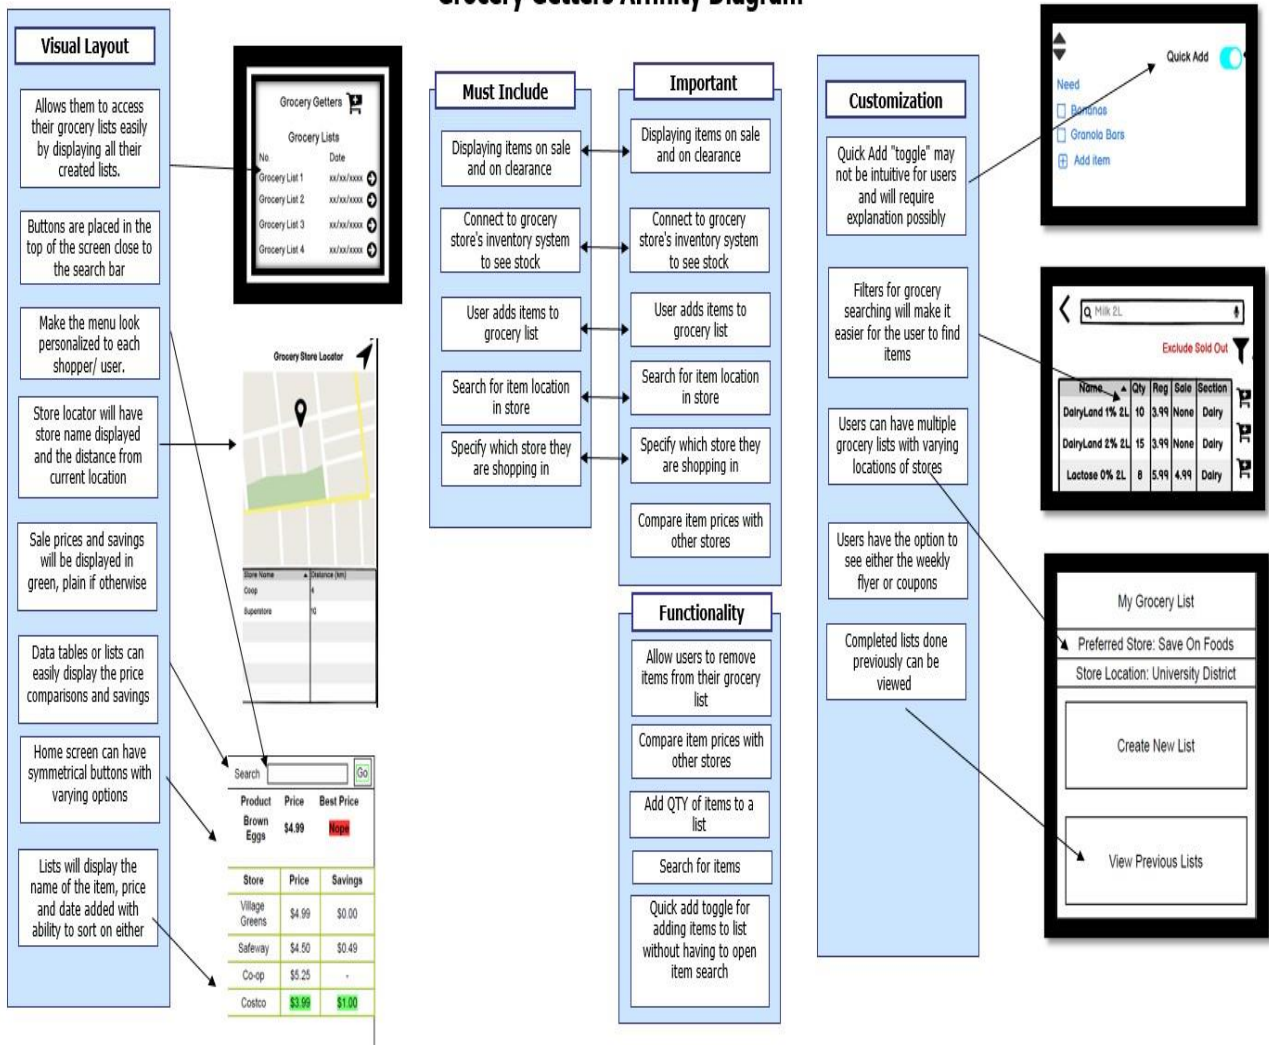 Grocery Getters Affinity Diagram
Visual Layout
Allows them to access
their grocery lists easily
by displaying all their
created lists.
Buttons are placed in the
top of the screen close to
the search bar
Make the menu look
personalized to each
shopper/ user.
Store locator will have
store name displayed
and the distance from
current location
Sale prices and savings
will be displayed in
green, plain if otherwise
Data tables or lists can
easily display the price
comparisons and savings
Home screen can have
symmetrical buttons with
varying options
Lists will display the
name of the item, price
and date added with
ability to sort on either
Grocery Getters
Grocery Lists
No. Date
Grocery List 1 xx/xx/xxxx
Grocery List 2 xx/xx/xxxx
Grocery List 3 xx/xx/xxxx
Grocery List 4 xx/xx/xxxx
Grocery Store Locator
Store Name Distance (km)
Coop 4
Superstore 10
Search Go
Product Price Best Price
Brown
Eggs $4.99 Nope
Store Price Savings
Village
Greens $4.99 $0.00
Safeway $4.50 $0.49
Co-op $5.25 -
Costco $3.99 $1.00
Must Include
Displaying items on sale
and on clearance
Connect to grocery
store's inventory system
to see stock
User adds items to
grocery list
Search for item location
in store
Specify which store they
are shopping in
Important
Displaying items on sale
and on clearance
Connect to grocery
store's inventory system
to see stock
User adds items to
grocery list
Search for item location
in store
Specify which store they
are shopping in
Compare item prices with
other stores
Functionality
Allow users to remove
items from their grocery
list
Compare item prices with
other stores
Add QTY of items to a
list
Search for items
Quick add toggle for
adding items to list
without having to open
item search
Customization
Quick Add "toggle" may
not be intuitive for users
and will require
explanation possibly
Filters for grocery
searching will make it
easier for the user to find
items
Users can have multiple
grocery lists with varying
locations of stores
Users have the option to
see either the weekly
flyer or coupons
Completed lists done
previously can be
viewed
Quick Add
Need
Bananas
Granola Bars
Add item
Milk 2L
Exclude Sold Out
Name Qty Reg Sale Section
DairyLand 1% 2L 10 3.99 None Dairy
DairyLand 2% 2L 15 3.99 None Dairy
Lactose 0% 2L 8 5.99 4.99 Dairy
My Grocery List
Preferred Store: Save On Foods
Store Location: University District
Create New List
View Previous Lists